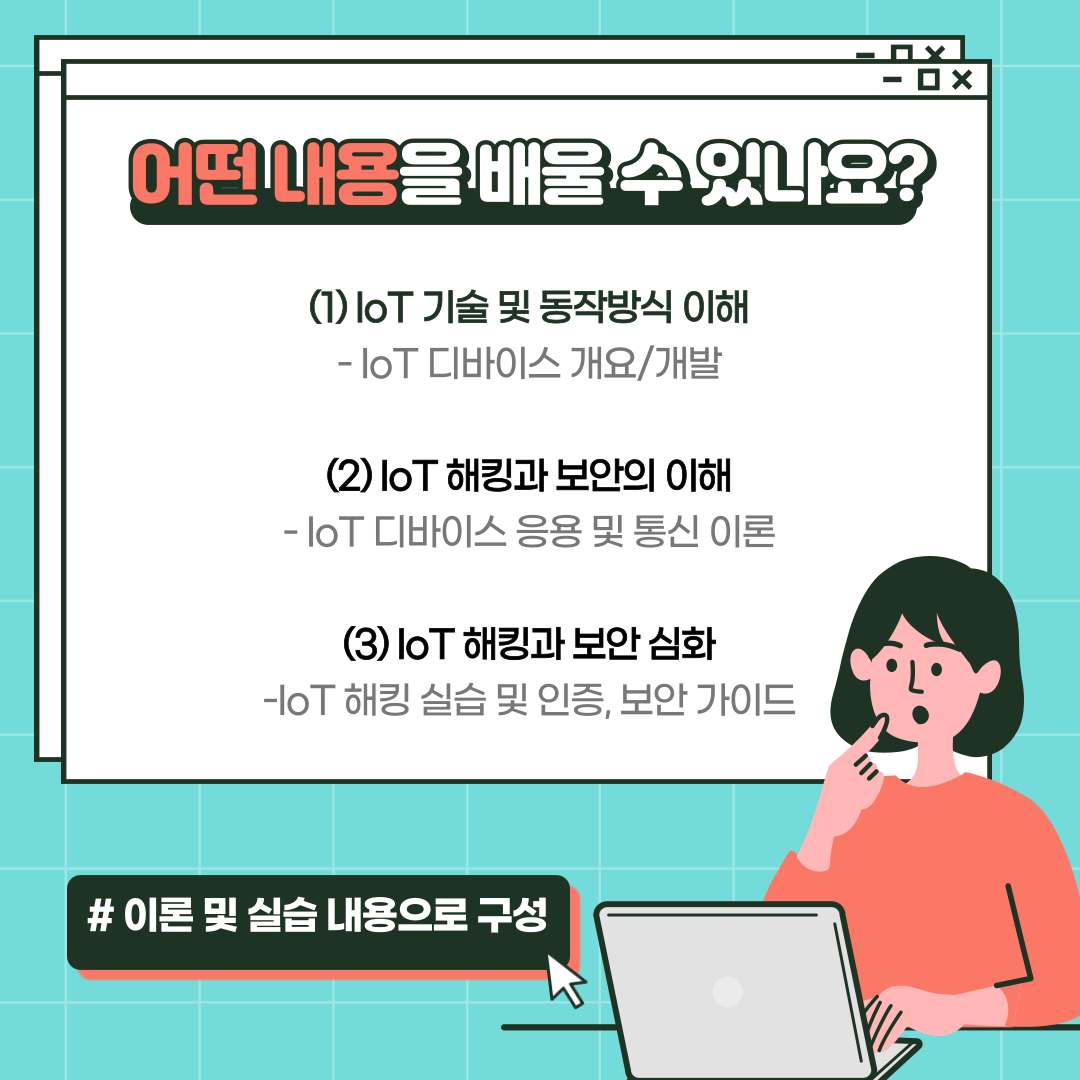 어떤 내용을 배울 수 있나요?
(1) IoT 기술 및 동작방식 이해
- IoT 디바이스 개요/개발
(2) IoT 해킹과 보안의 이해
- IoT 디바이스 응용 및 통신 이론
(3) IoT 해킹과 보안 심화
-IoT 해킹 실습 및 인증, 보안 가이드
# 이론 및 실습 내용으로 구성